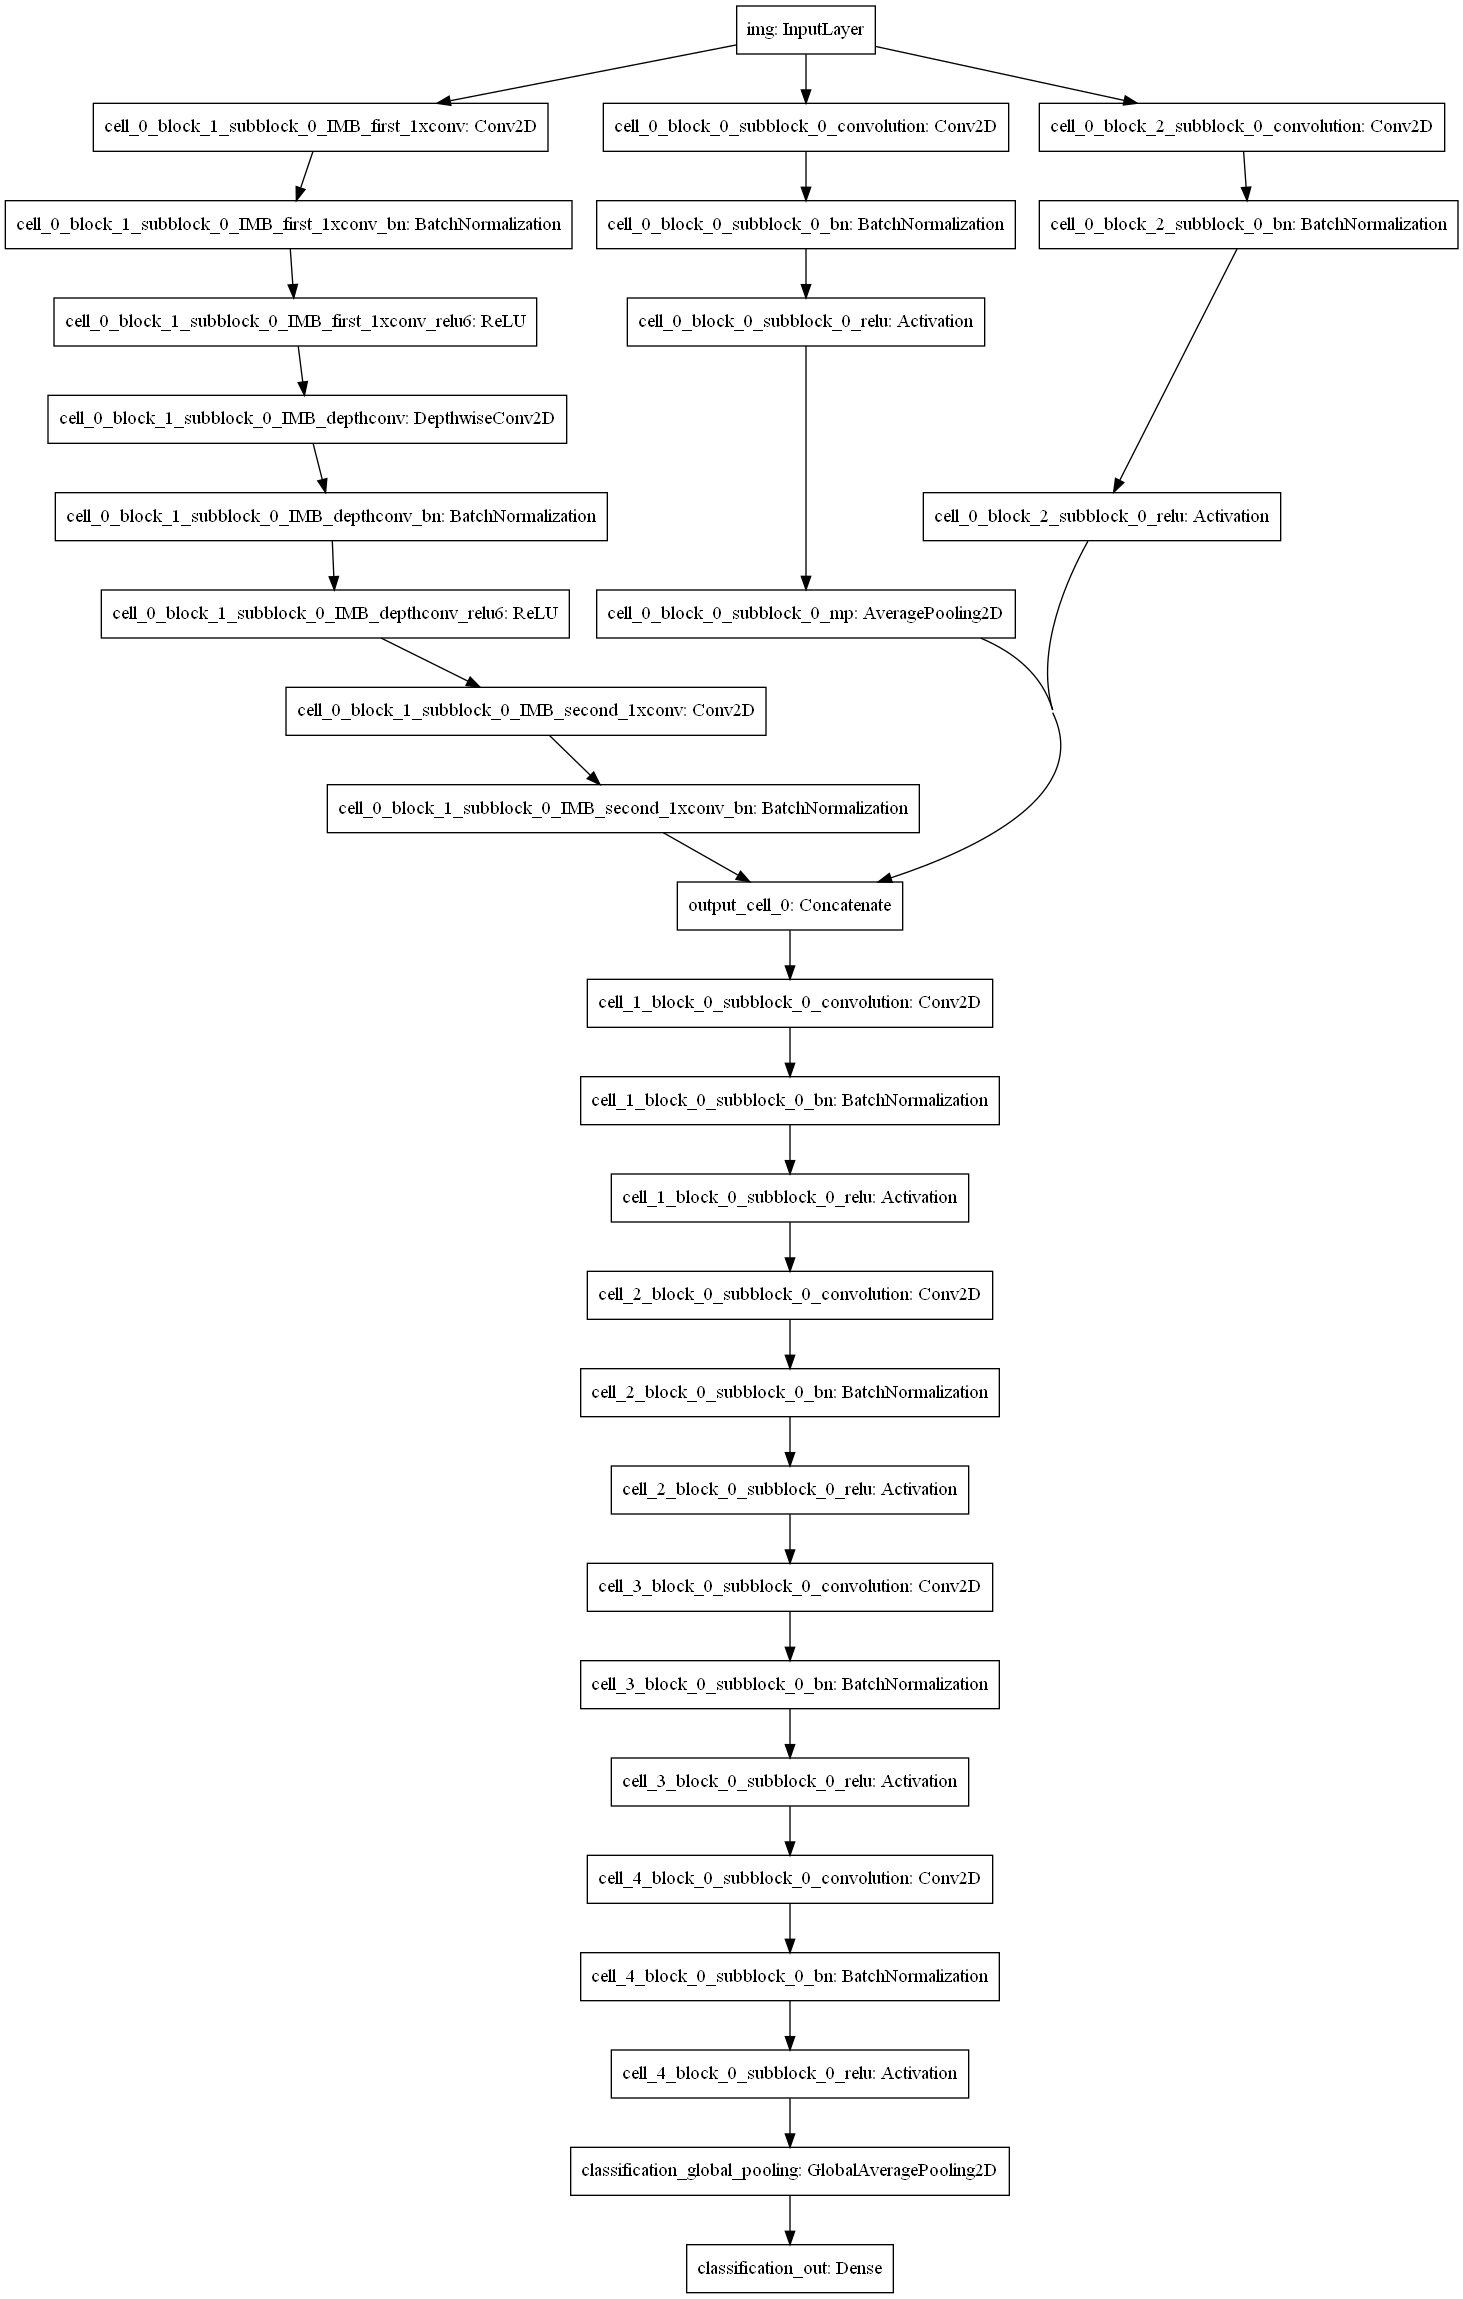 img: InputLayer
cell_0_block_1_subblock_0_IMB_first_1xconv: Conv2D
cell_0_block_0_subblock_0_convolution: Conv2D
cell_0_block_2_subblock_0_convolution: Conv2D
cell_0_block_1_subblock_0_IMB_first_1xconv_bn: BatchNormalization
cell_0_block_0_subblock_0_bn: BatchNormalization
cell_0_block_2_subblock_0_bn: BatchNormalization
cell_0_block_1_subblock_0_IMB_first_1xconv_relu6: ReLU
cell_0_block_0_subblock_0_relu: Activation
cell_0_block_1_subblock_0_IMB_depthconv: DepthwiseConv2D
cell_0_block_1_subblock_0_IMB_depthconv_bn: BatchNormalization
cell_0_block_2_subblock_0_relu: Activation
cell_0_block_1_subblock_0_IMB_depthconv_relu6: ReLU
cell_0_block_0_subblock_0_mp: AveragePooling2D
cell_0_block_1_subblock_0_IMB_second_1xconv: Conv2D
cell_0_block_1_subblock_0_IMB_second_1xconv_bn: BatchNormalization
output_cell_0: Concatenate
cell_1_block_0_subblock_0_convolution: Conv2D
cell_1_block_0_subblock_0_bn: BatchNormalization
cell_1_block_0_subblock_0_relu: Activation
cell_2_block_0_subblock_0_convolution: Conv2D
cell_2_block_0_subblock_0_bn: BatchNormalization
cell_2_block_0_subblock_0_relu: Activation
cell_3_block_0_subblock_0_convolution: Conv2D
cell_3_block_0_subblock_0_bn: BatchNormalization
cell_3_block_0_subblock_0_relu: Activation
cell_4_block_0_subblock_0_convolution: Conv2D
cell_4_block_0_subblock_0_bn: BatchNormalization
cell_4_block_0_subblock_0_relu: Activation
classification_global_pooling: GlobalAveragePooling2D
classification_out: Dense